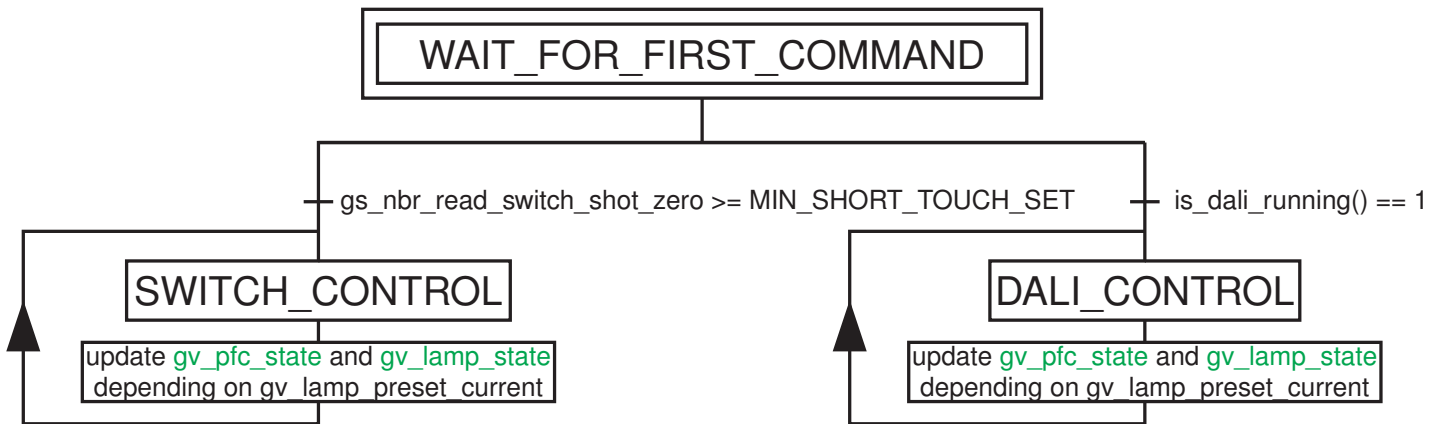 WAIT_FOR_FIRST_COMMAND
gs_nbr_read_switch_shot_zero >= MIN_SHORT_TOUCH_SET
is_dali_running() == 1
SWITCH_CONTROL
update gv_pfc_state and gv_lamp_state
depending on gv_lamp_preset_current
DALI_CONTROL
update gv_pfc_state and gv_lamp_state
depending on gv_lamp_preset_current